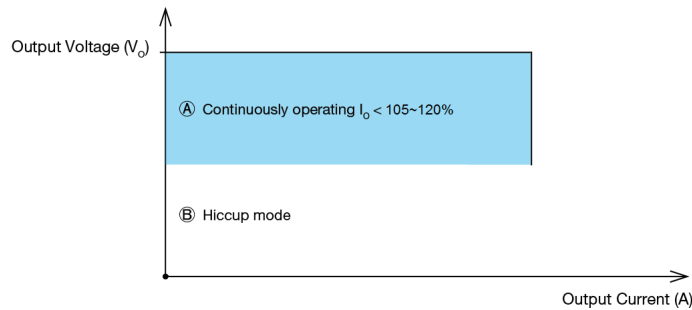 Output Voltage (Vo)
Ⓐ Continuously operating Io < 105~120%
Ⓑ Hiccup mode
Output Current (A)